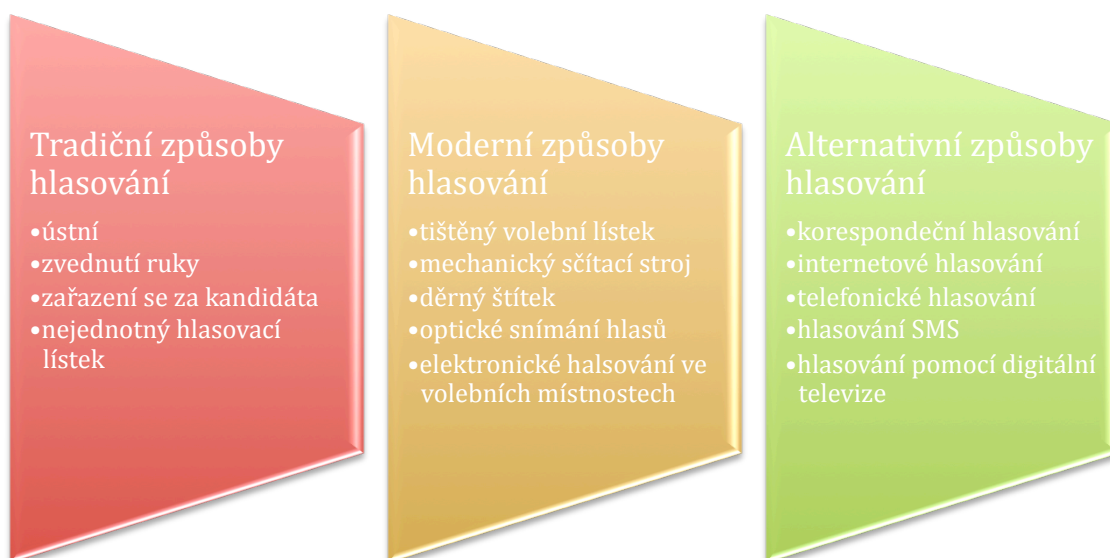 Tradiční způsoby
hlasování
•ústní
•zvednutí ruky
•zařazení se za kandidáta
•nejednotný hlasovací
lístek
Moderní způsoby
hlasování
•tištěný volební lístek
•mechanický sčítací stroj
•děrný štítek
•optické snímání hlasů
•elektronické halsování ve
volebních místnostech
Alternativní způsoby
hlasování
•korespondeční hlasování
•internetové hlasování
•telefonické hlasování
•hlasování SMS
•hlasování pomocí digitální
televize